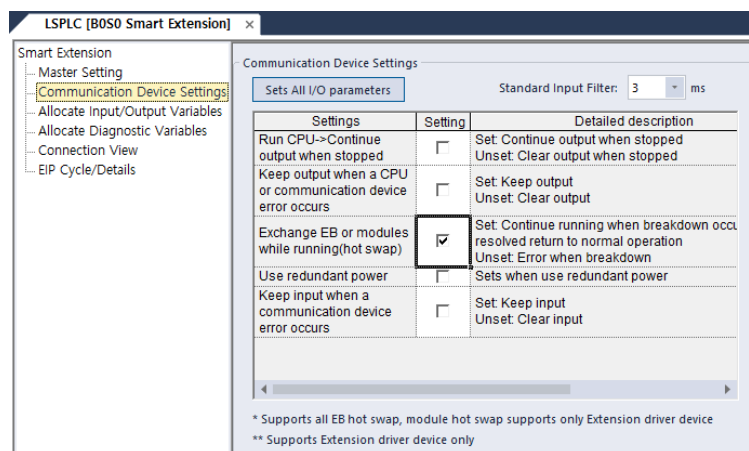 LSPLC [B0S0 Smart Extension] ×
Smart Extension
Master Setting
Communication Device Settings
Allocate Input/Output Variables
Allocate Diagnostic Variables
Connection View
EIP Cycle/Details
Communication Device Settings
Sets All I/O parameters
Standard Input Filter: 3 ms
Settings Setting Detailed description
Run CPU->Continue
output when stopped
Set: Continue output when stopped
Unset: Clear output when stopped
Keep output when a CPU
or communication device
error occurs
Set: Keep output
Unset: Clear output
Exchange EB or modules
while running(hot swap)
Set: Continue running when breakdown occu
resolved return to normal operation
Unset: Error when breakdown
Use redundant power
Sets when use redundant power
Keep input when a
communication device
error occurs
Set: Keep input
Unset: Clear input
* Supports all EB hot swap, module hot swap supports only Extension driver device
** Supports Extension driver device only